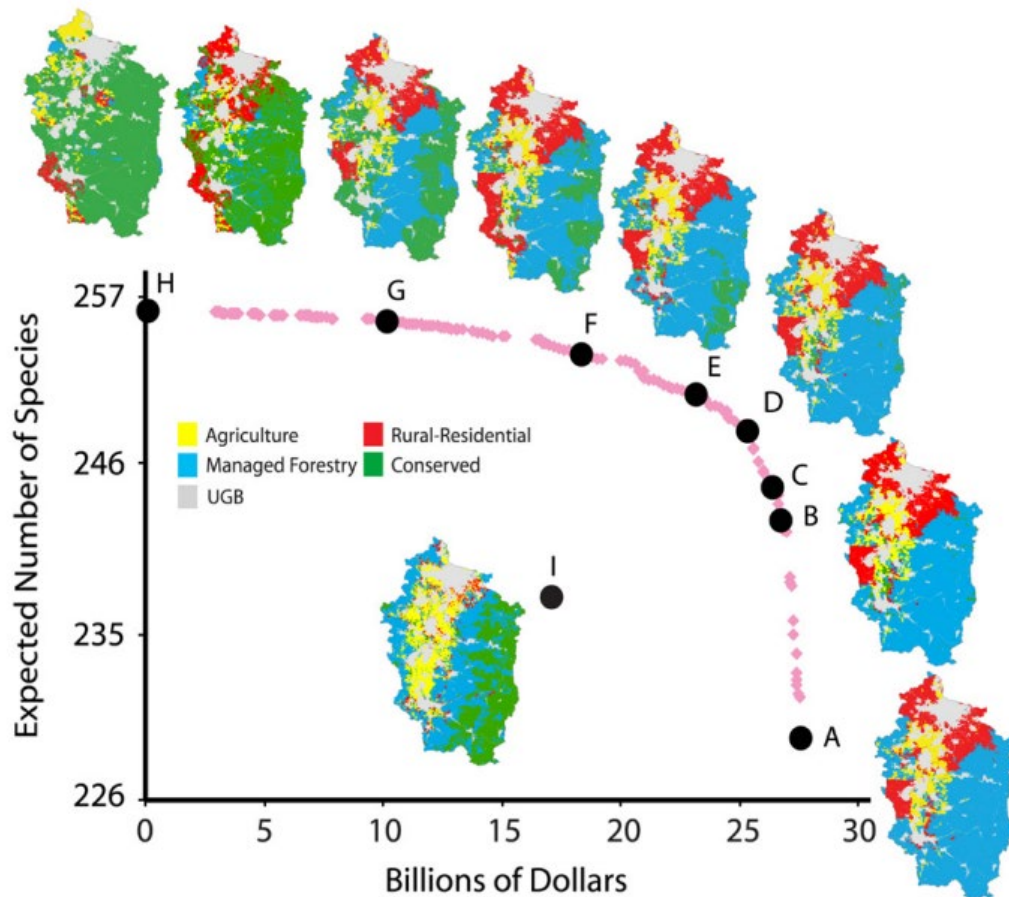 H
G
F
E
D
C
B
A
I
257
246
235
226
Expected Number of Species
Agriculture
Rural-Residential
Managed Forestry
Conserved
UGB
0
5
10
15
20
25
30
Billions of Dollars